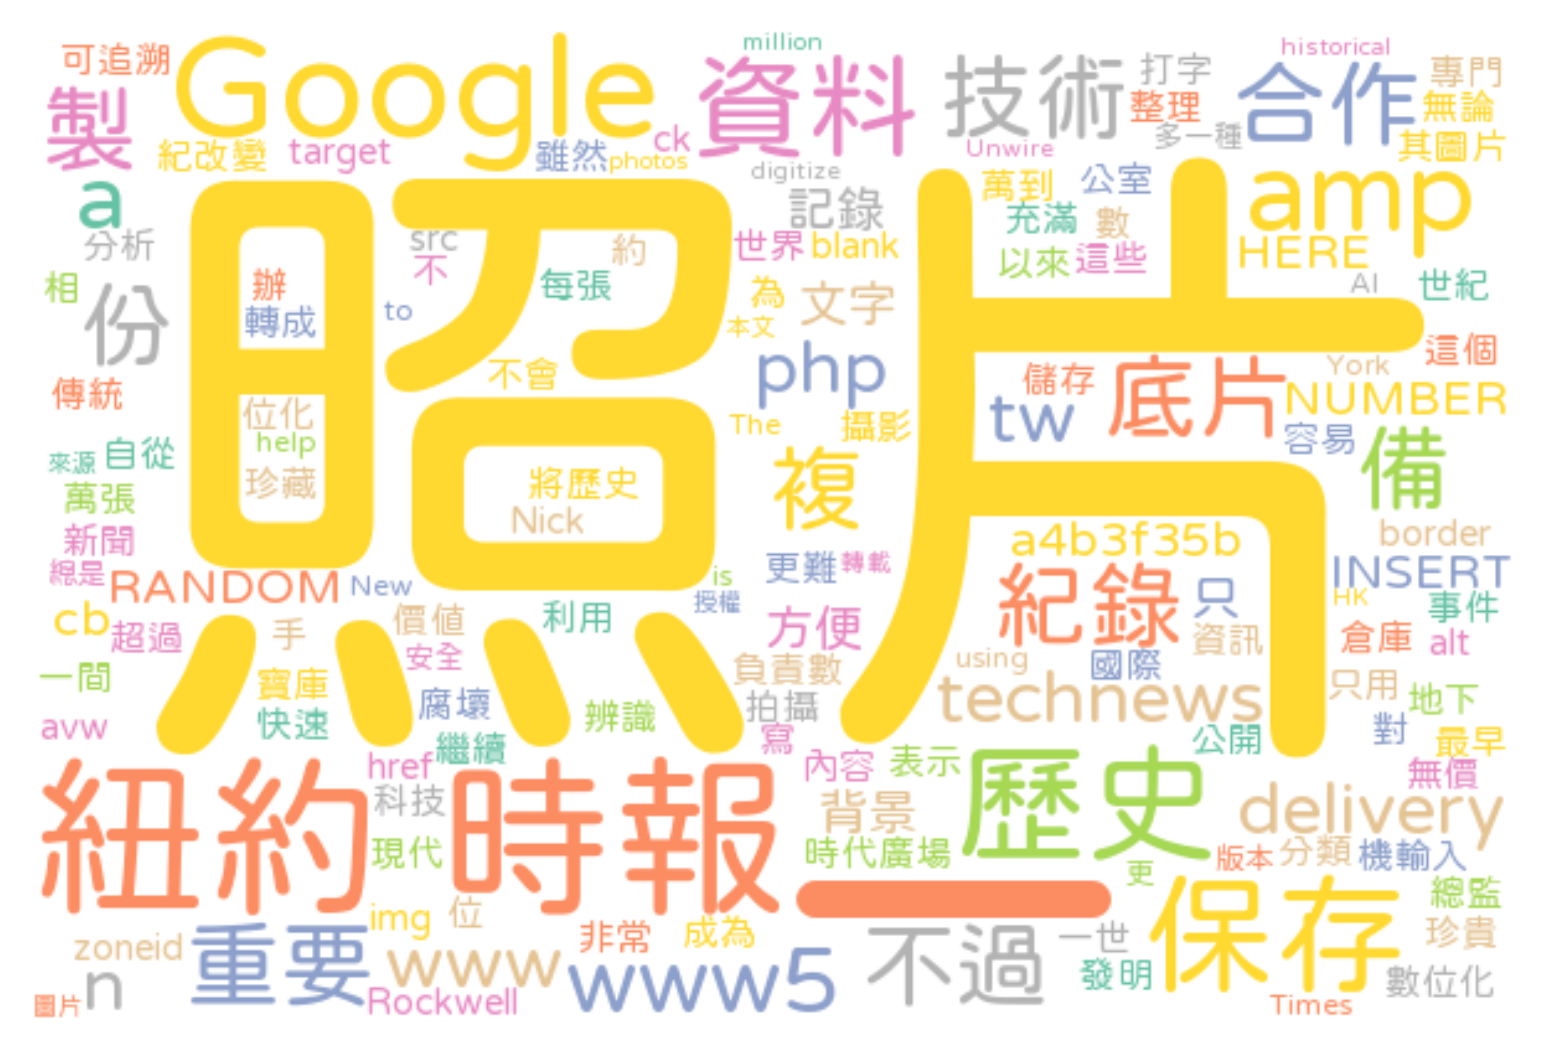 million
historical
可追溯
Google
資料
技術
打字
合作
專門
製
整理
無論
紀改變
target
雖然
photos
ck
Unwire
多一種
其圖片
a
照片
digitize
記錄
萬到
公室
amp
分析
src
不
約
世界
blank
充滿
數
以來
這些
HERE
相
份
辦
轉成
to
每張
為
本文
文字
AI
世紀
傳統
不會
php
儲存
底片
York
這個
tw
NUMBER
位化
help
珍藏
The
攝影
容易
備
來源
自從
萬張
將歷史
Nick
複
新聞
a4b3f35b
border
總是
RANDOM
New
is
授權
更難
轉載
紀錄
只
INSERT
HK
事件
cb
超過
手
價值
利用
方便
資訊
倉庫
alt
安全
一間
寶庫
負責數
using
國際
只用
地下
avw
快速
腐壞
辨識
拍攝
technews
寫
公開
對
最早
href
繼續
內容
表示
無價
紐約時報
科技
背景
歷史
delivery
現代
時代廣場
更
版本
分類
機輸入
一
保存
總監
img
位
zoneid
重要
www
非常
成為
www5
不過
一世
珍貴
n
發明
數位化
圖片
Rockwell
Times